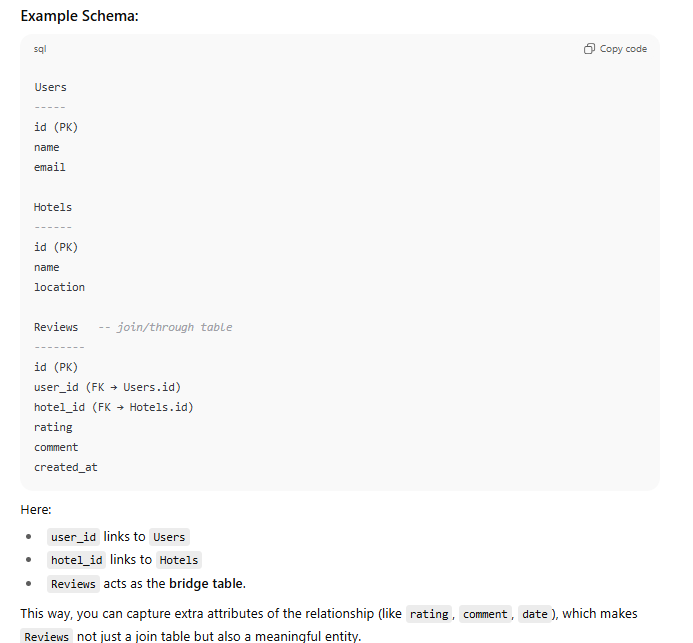 Example Schema:
sql
Copy code
Users
-----
id (PK)
name
email
Hotels
------
id (PK)
name
location
Reviews   -- join/through table
--------
id (PK)
user_id (FK → Users.id)
hotel_id (FK → Hotels.id)
rating
comment
created_at
Here:
• user_id links to Users
• hotel_id links to Hotels
• Reviews acts as the bridge table.
This way, you can capture extra attributes of the relationship (like rating, comment, date), which makes
Reviews not just a join table but also a meaningful entity.